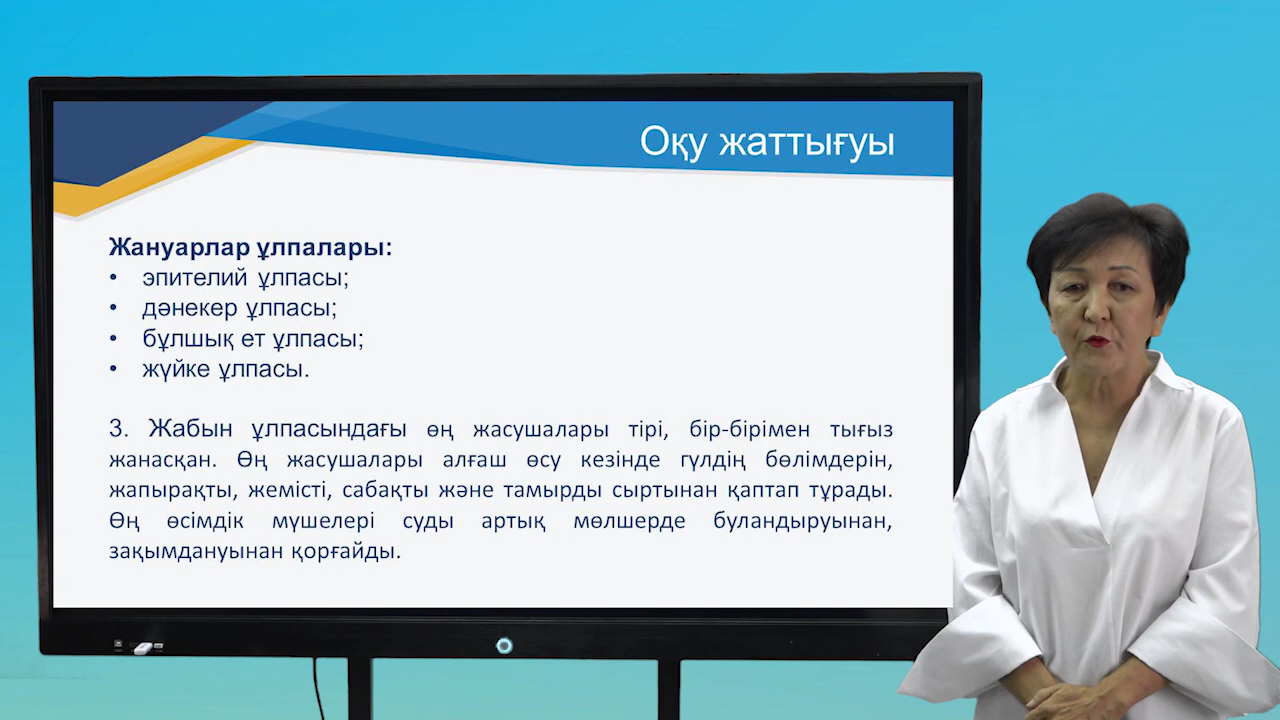 Оқу жаттығуы
Жануарлар ұлпалары:
• эпителий ұлпасы;
• дәнекер ұлпасы;
• бұлшық ет ұлпасы;
• жүйке ұлпасы.
3. Жабын ұлпасындағы өң жасушалары тірі, бір-бірімен тығыз
жанасқан. Өң жасушалары алғаш өсу кезінде гүлдің бөлімдерін,
жапырақты, жемісті, сабақты және тамырды сыртынан қаптап тұрады.
Өң өсімдік мүшелері суды артық мөлшерде буландыруынан,
зақымдануынан қорғайды.